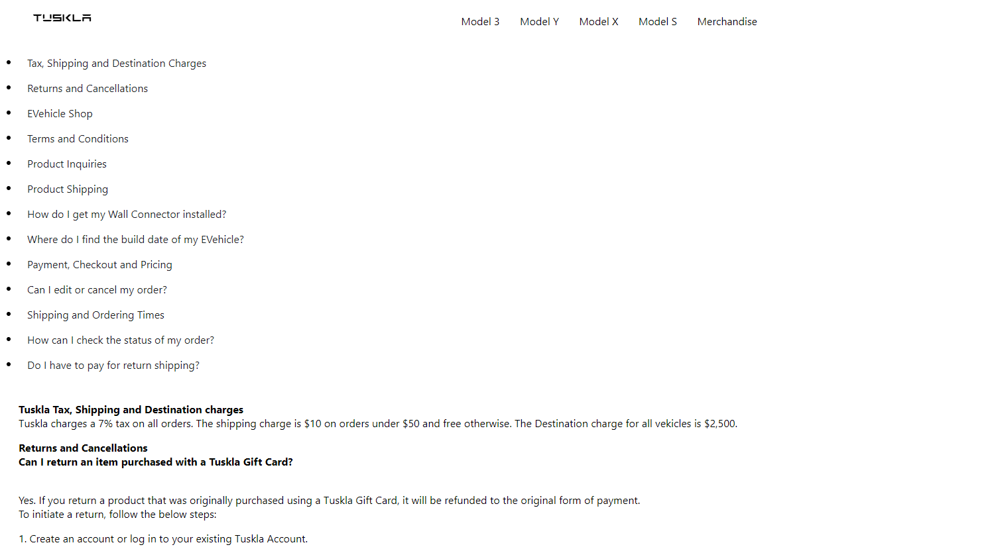 TUSKLA
Model 3 Model Y Model X Model S Merchandise
• Tax, Shipping and Destination Charges
• Returns and Cancellations
• EVehicle Shop
• Terms and Conditions
• Product Inquiries
• Product Shipping
• How do I get my Wall Connector installed?
• Where do I find the build date of my EVehicle?
• Payment, Checkout and Pricing
• Can I edit or cancel my order?
• Shipping and Ordering Times
• How can I check the status of my order?
• Do I have to pay for return shipping?
Tuskla Tax, Shipping and Destination charges
Tuskla charges a 7% tax on all orders. The shipping charge is $10 on orders under $50 and free otherwise. The Destination charge for all vekicles is $2,500.
Returns and Cancellations
Can I return an item purchased with a Tuskla Gift Card?
Yes. If you return a product that was originally purchased using a Tuskla Gift Card, it will be refunded to the original form of payment.
To initiate a return, follow the below steps:
1. Create an account or log in to your existing Tuskla Account.